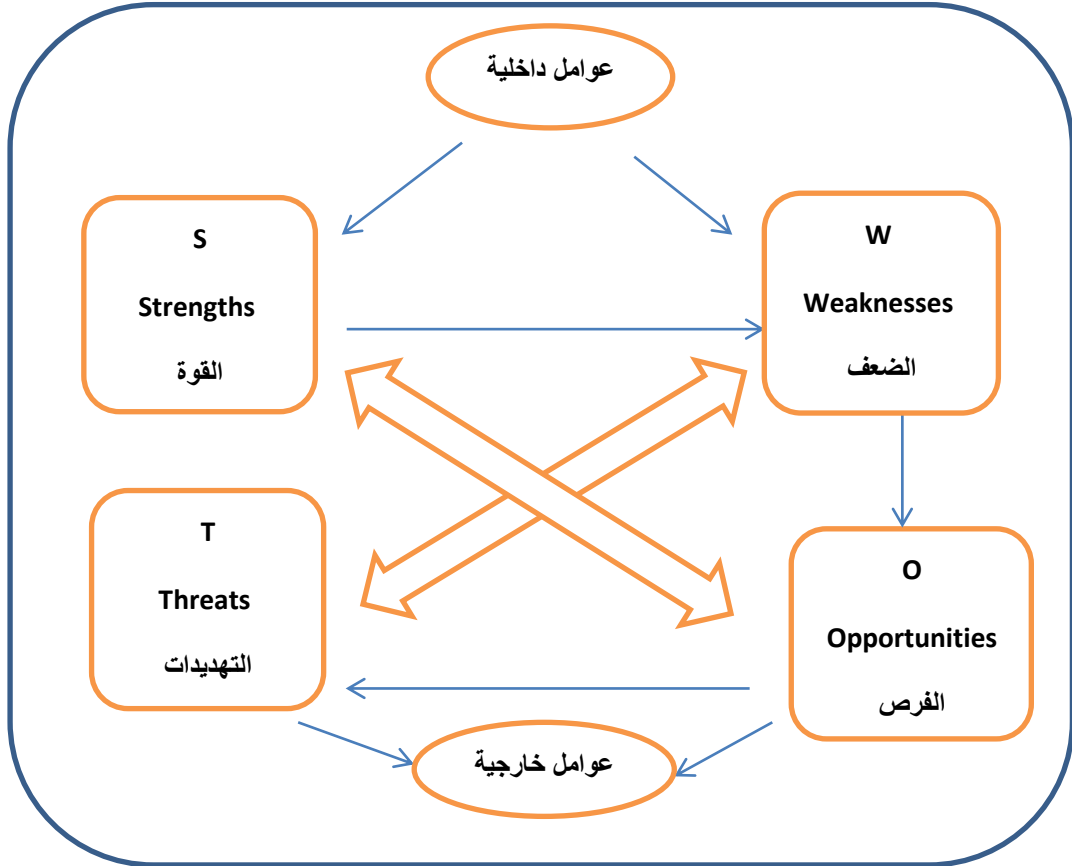 عوامل داخلية
S
Strengths
القوة
W
Weaknesses
الضعف
T
Threats
التهديدات
O
Opportunities
الفرص
عوامل خارجية